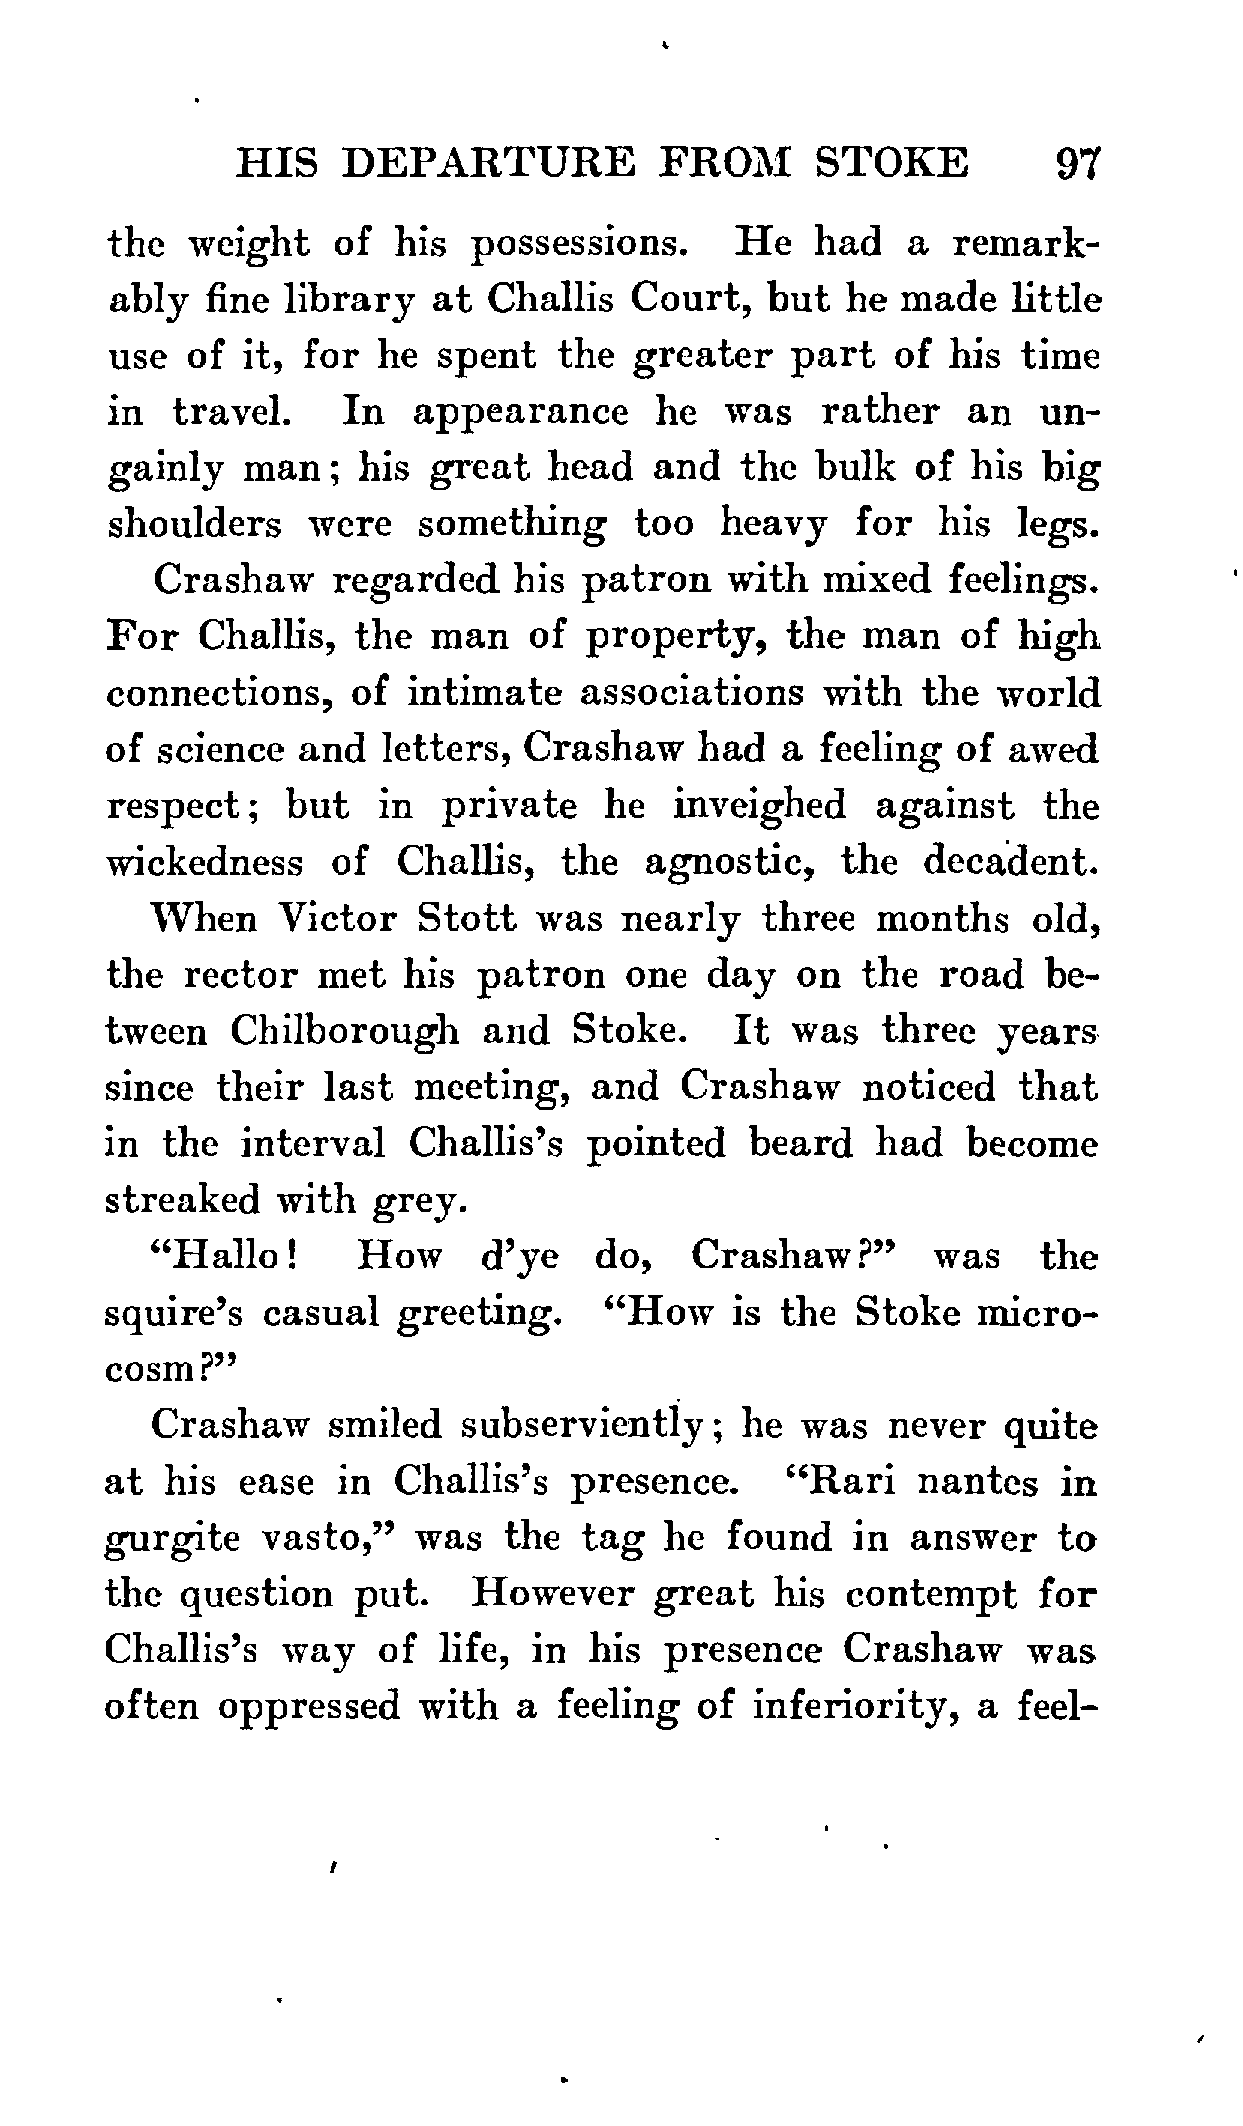 HIS DEPARTURE FROM STOKE 97
the weight of his possessions. He had a remark-
ably fine library at Challis Court, but he made little
use of it, for he spent the greater part of his time
in travel. In appearance he was rather an un-
gainly man; his great head and the bulk of his big
shoulders were something too heavy for his legs.
Crashaw regarded his patron with mixed feelings.
For Challis, the man of property, the man of high
connections, of intimate associations with the world
of science and letters, Crashaw had a feeling of awed
respect; but in private he inveighed against the
wickedness of Challis, the agnostic, the decadent.
When Victor Stott was nearly three months old,
the rector met his patron one day on the road be-
tween Chilborough and Stoke. It was three years
since their last meeting, and Crashaw noticed that
in the interval Challis's pointed beard had become
streaked with grey.
"Hallo! How d'ye do, Crashaw?" was the
squire's casual greeting. "How is the Stoke micro-
cosm?"
Crashaw smiled subserviently; he was never quite
at his ease in Challis's presence. "Rari nantes in
gurgite vasto," was the tag he found in answer to
the question put. However great his contempt for
Challis's way of life, in his presence Crashaw was
often oppressed with a feeling of inferiority, a feel-